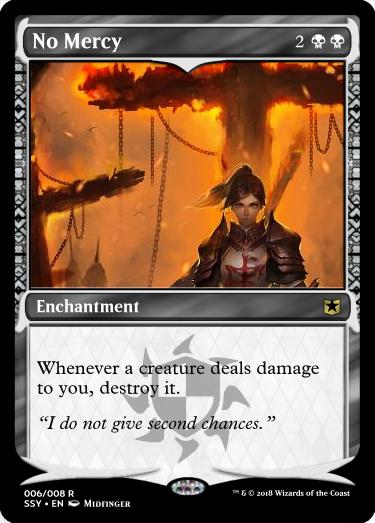 No Mercy 2
Enchantment
Whenever a creature deals damage
to you, destroy it.
“I do not give second chances.”
006/008 R
SSY • EN MIDFINGER
™ & © 2018 Wizards of the Coast